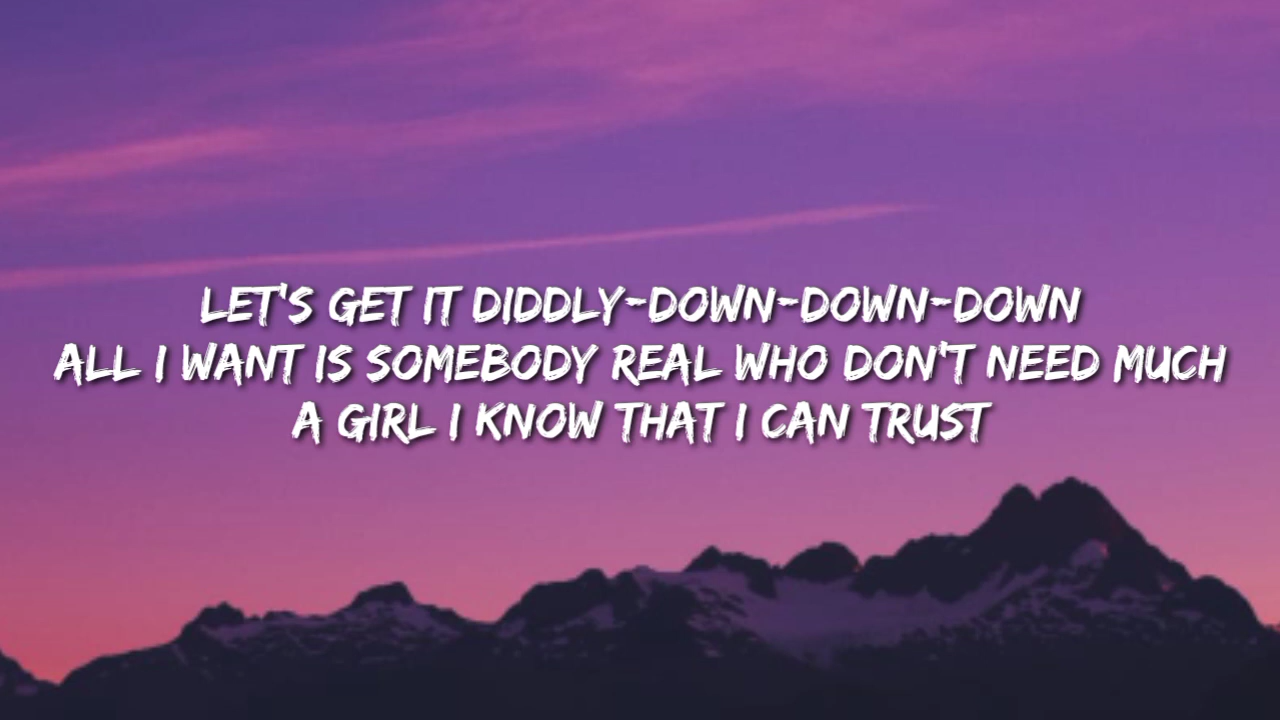 LET'S GET IT DIDDLY-DOWN-DOWN-DOWN
ALL I WANT IS SOMEBODY REAL WHO DON'T NEED MUCH
A GIRL I KNOW THAT I CAN TRUST